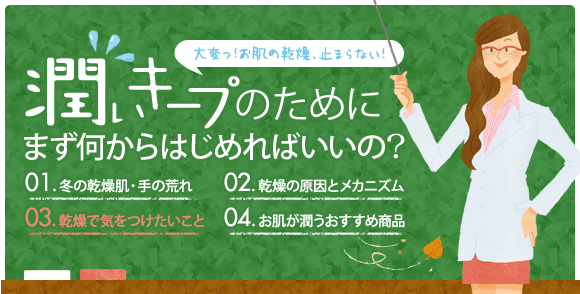 大変っ!お肌の乾燥、止まらない!
潤いキープのために
まず何からはじめればいいの?
01.冬の乾燥肌・手の荒れ
02.乾燥の原因とメカニズム
03.乾燥で気をつけたいこと
04.お肌が潤うおすすめ商品